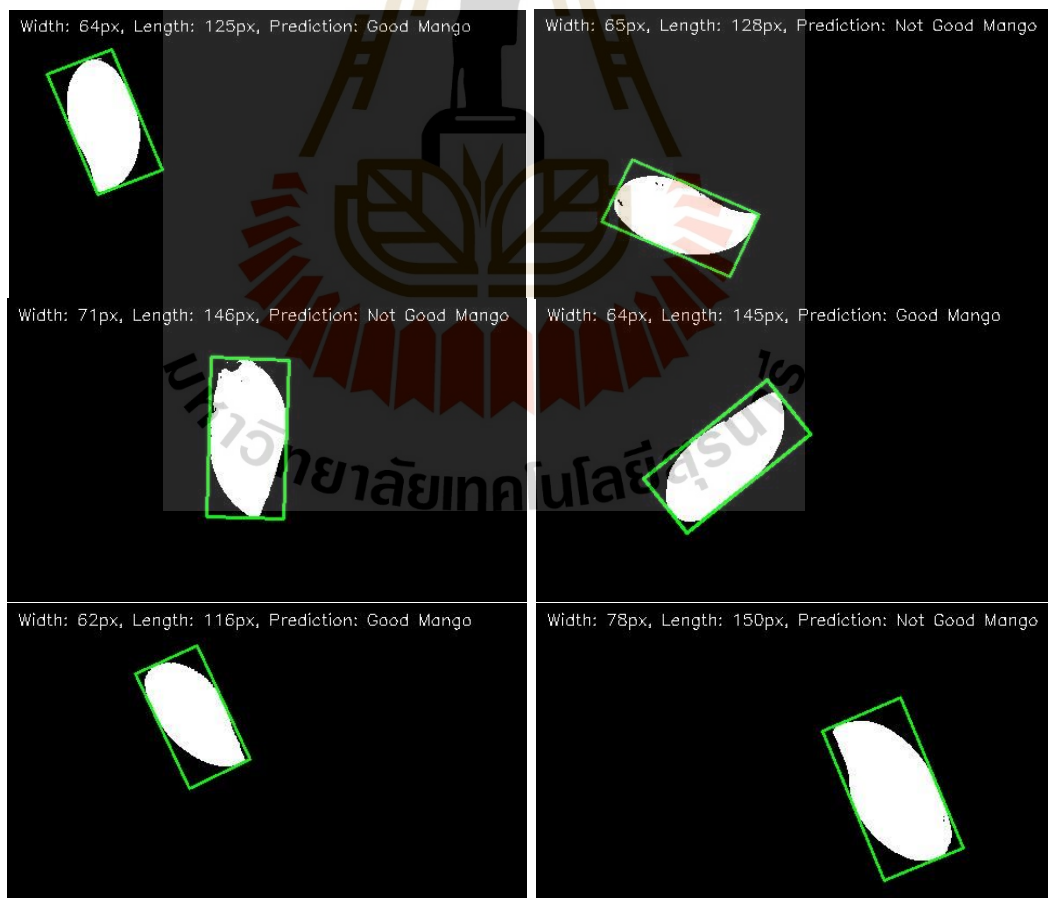 Width: 64px, Length: 125px, Prediction: Good Mango
Width: 65px, Length: 128px, Prediction: Not Good Mango
Width: 71px, Length: 146px, Prediction: Not Good Mango
Width: 64px, Length: 145px, Prediction: Good Mango
มหาวิทยาลัยเทคโนโลยีสุรนารี
Width: 62px, Length: 116px, Prediction: Good Mango
Width: 78px, Length: 150px, Prediction: Not Good Mango